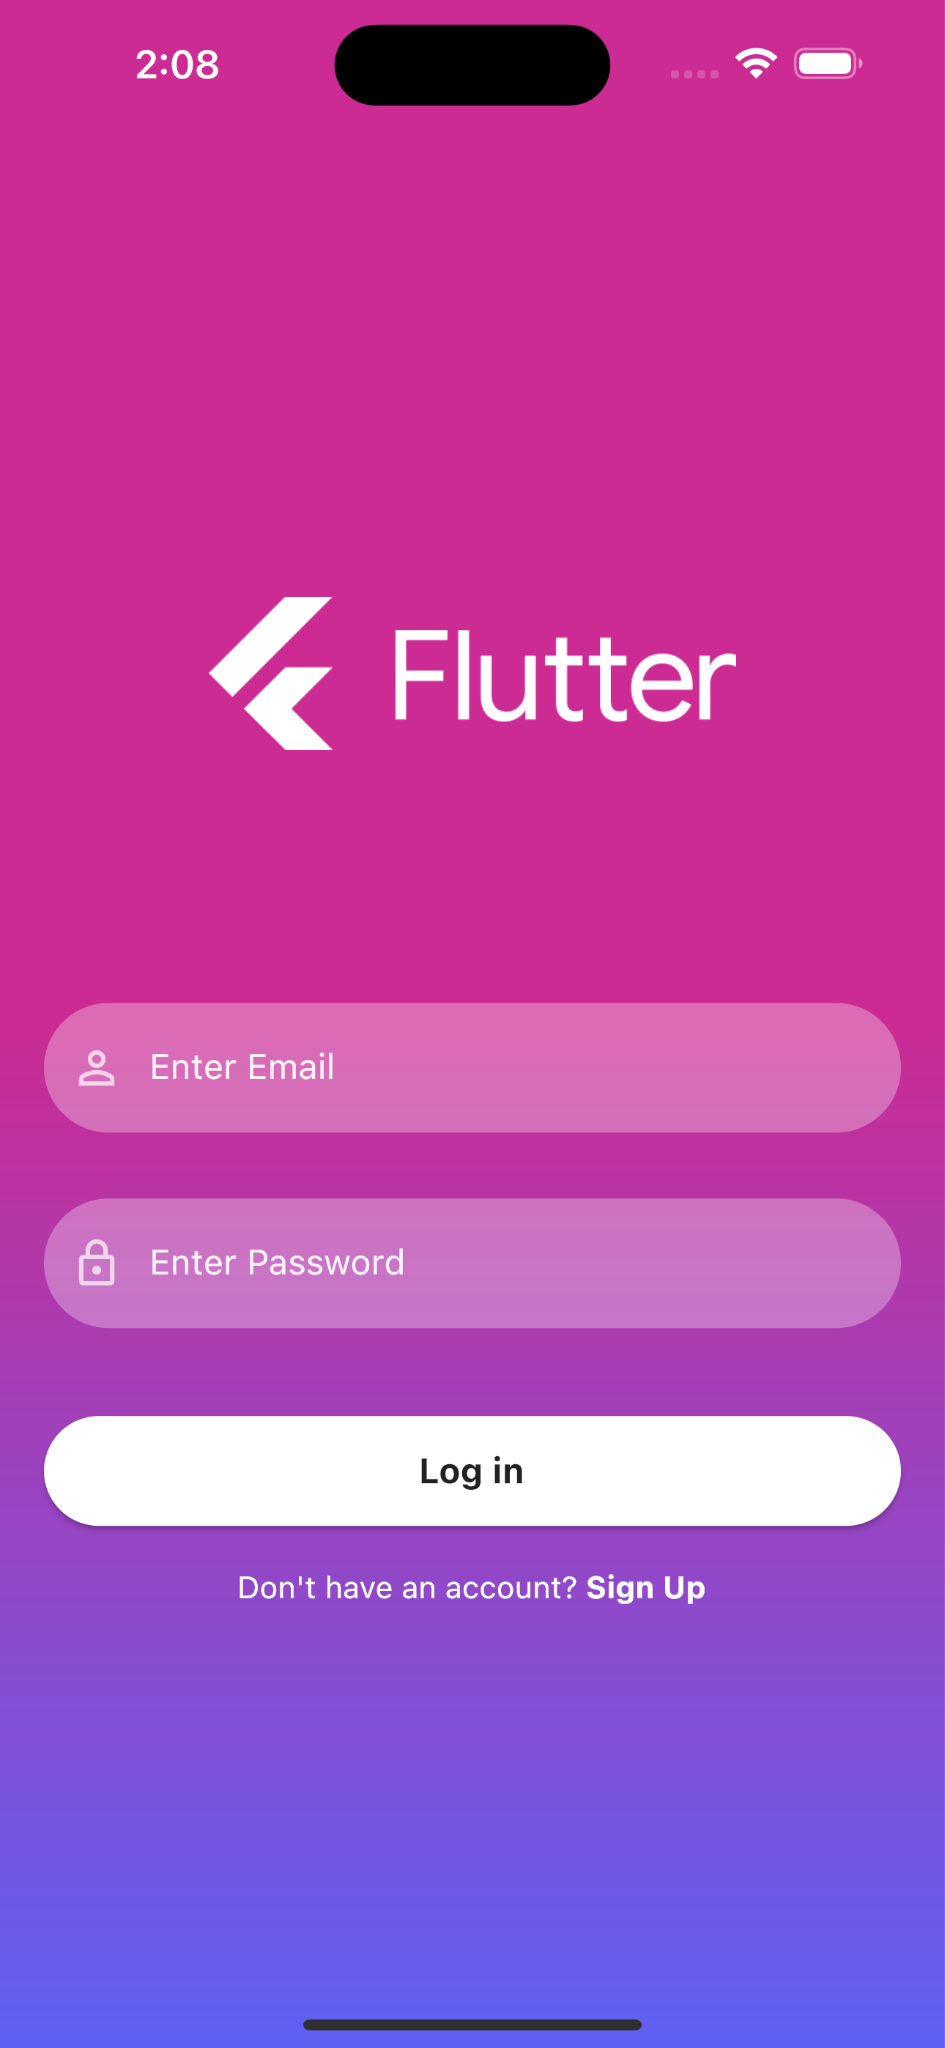 2:08
Flutter
Enter Email
Enter Password
Log in
Don't have an account? Sign Up